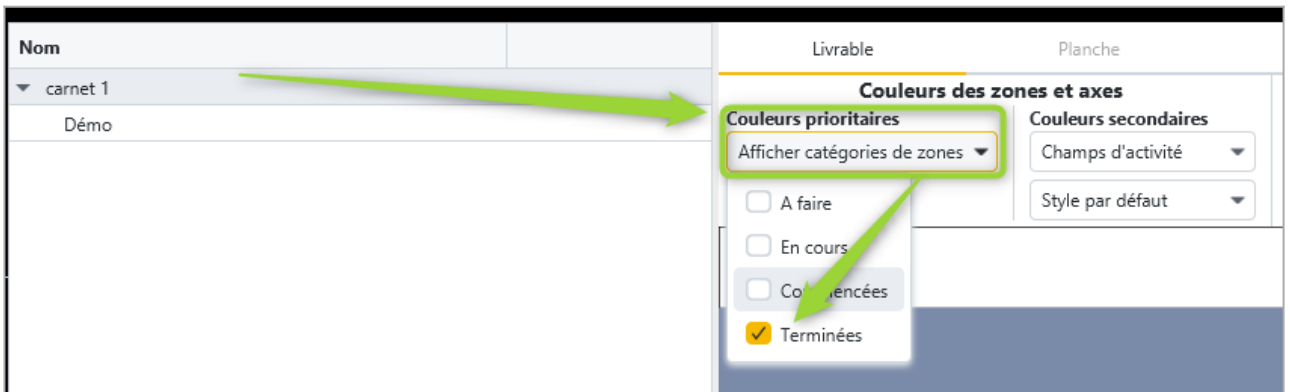 Nom
Livrable
Planche
carnet 1
Couleurs des zones et axes
Couleurs prioritaires
Couleurs secondaires
Démo
Afficher catégories de zones
Champs d'activité
A faire
Style par défaut
En cours
Terminées